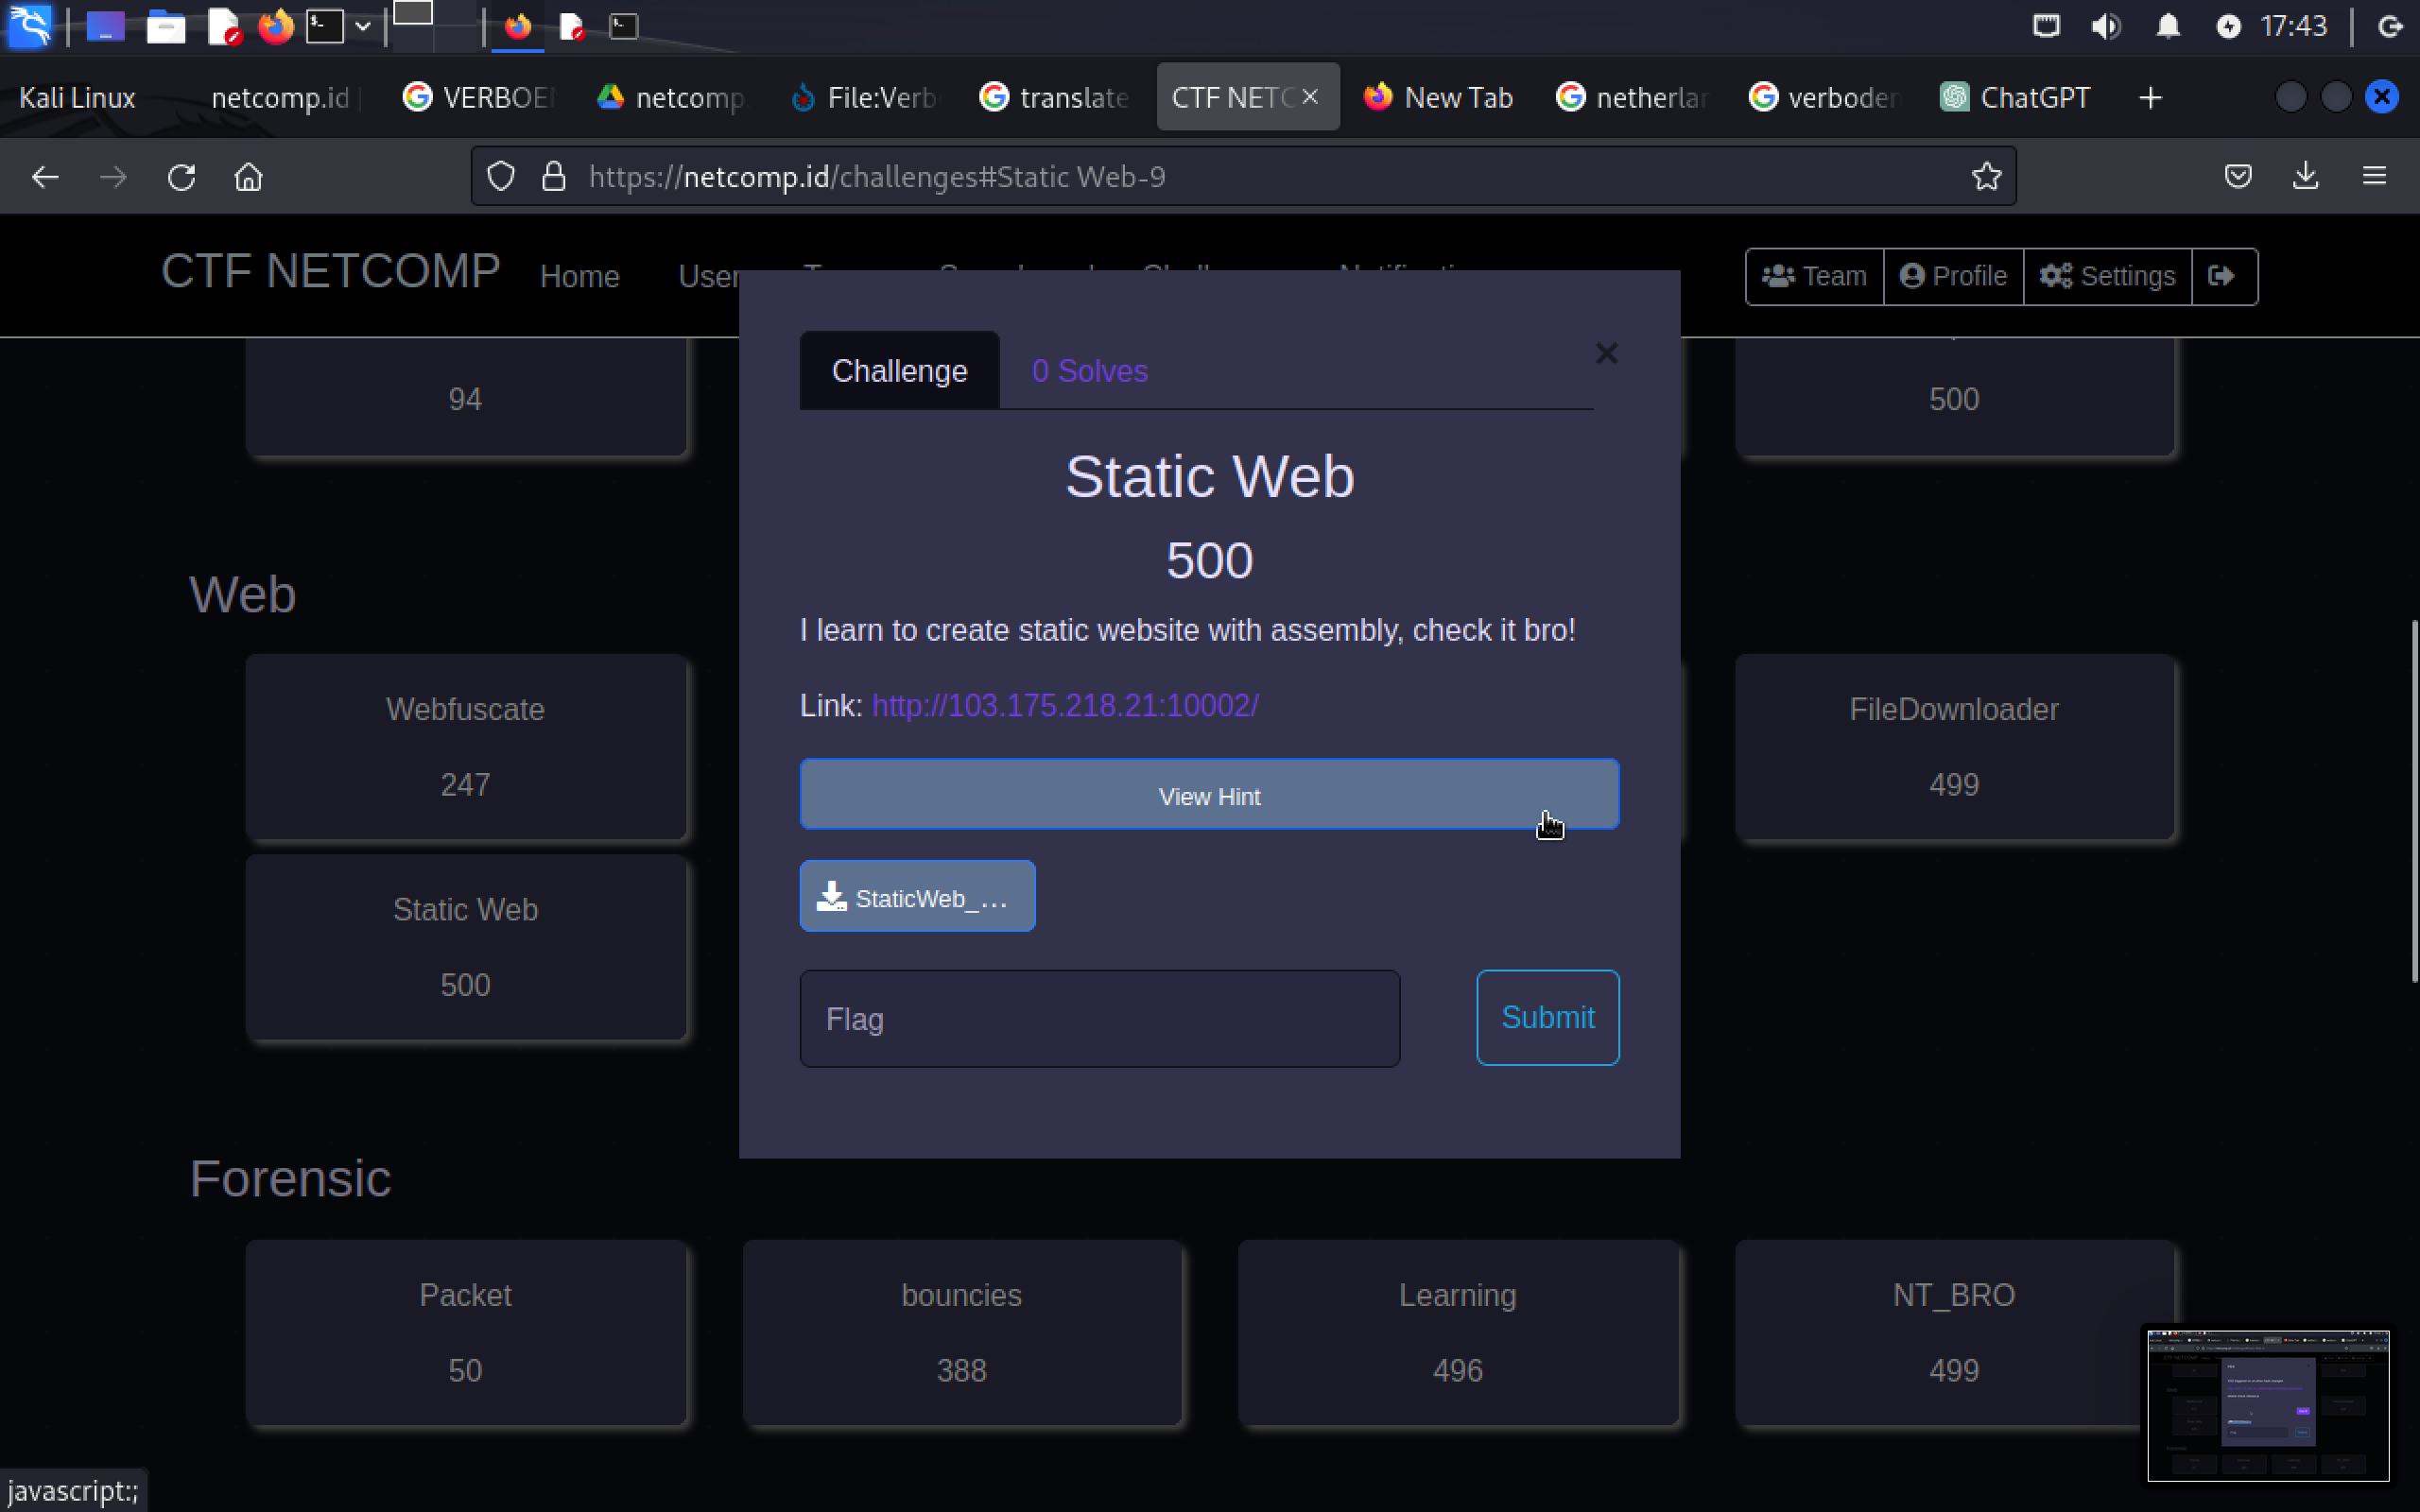 17:43
Kali Linux
netcomp.id
VERBOE
netcomp
File:Verb
translate
CTF NETC
New Tab
netherlan
verboden
ChatGPT
https://netcomp.id/challenges#Static Web-9
CTF NETCOMP
Home
User
Team
Profile
Settings
94
500
Challenge
0 Solves
Static Web
500
I learn to create static website with assembly, check it bro!
Link: http://103.175.218.21:10002/
View Hint
StaticWeb_...
Flag
Submit
Web
Webfuscate
247
FileDownloader
499
Static Web
500
Forensic
Packet
50
bouncies
388
Learning
496
NT_BRO
499
javascript:;